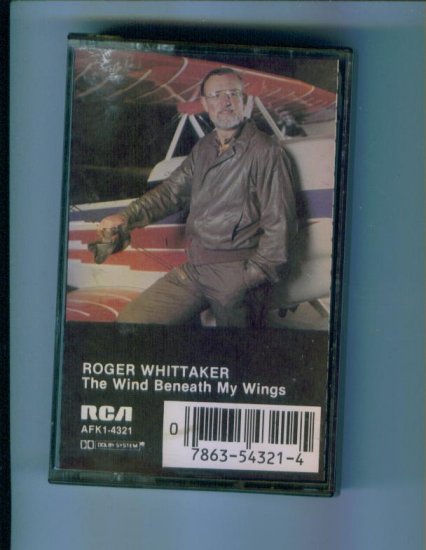 ROGER WHITTAKER
The Wind Beneath My Wings
RCA
AFK1-4321
DOLBY SYSTEM
0
7863-54321-4